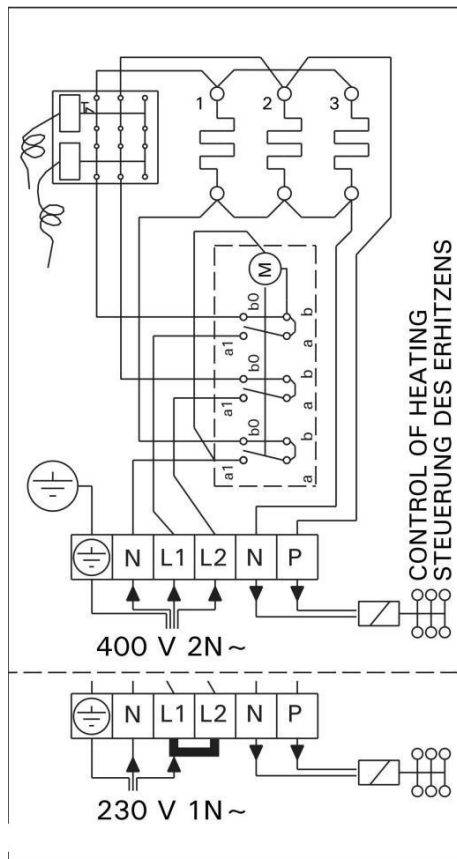 1 2 3
M
b0 b
a1 a
b0 b
a1 a
b0 b
a1 a
CONTROL OF HEATING
STEUERUNG DES ERHITZENS
N L1 L2 N P
400 V 2N~
N L1 L2 N P
230 V 1N~